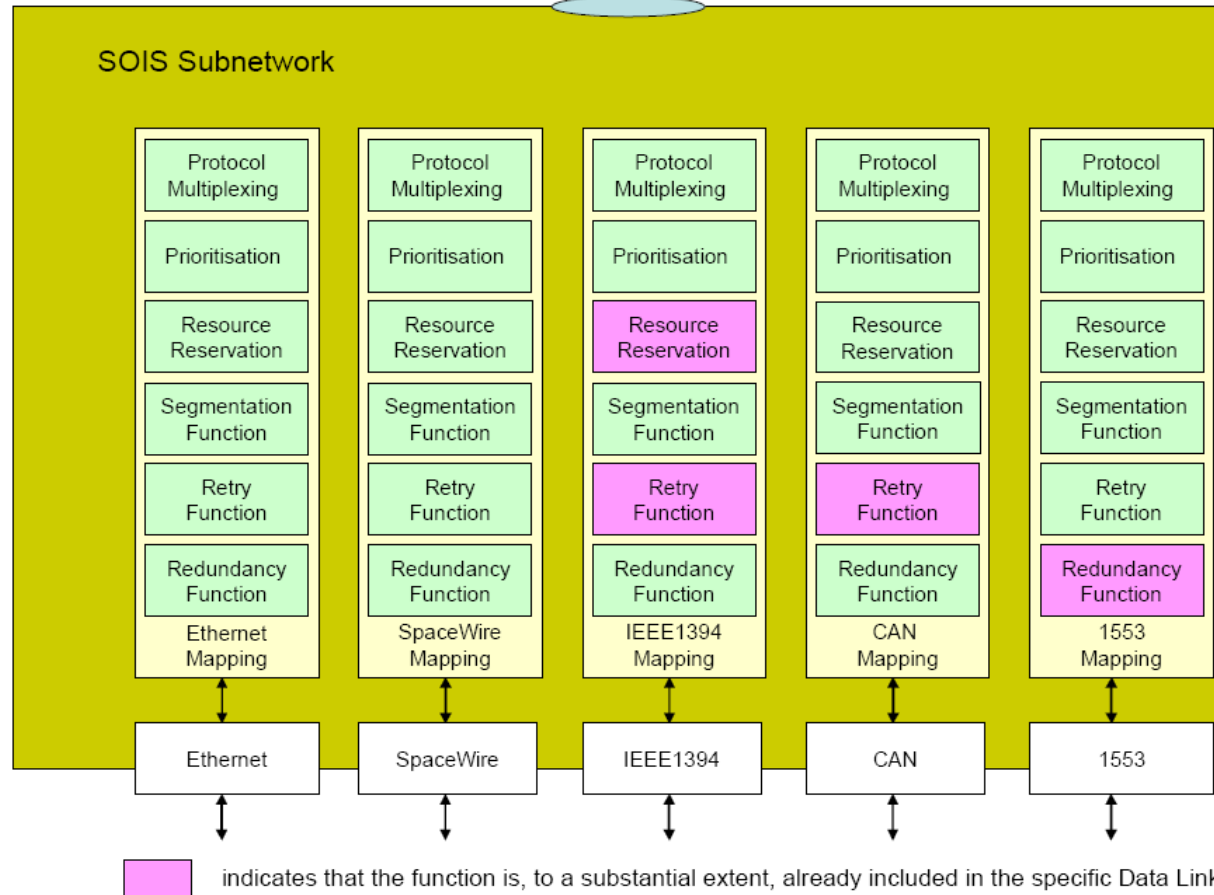 SOIS Subnetwork
Protocol
Multiplexing
Prioritisation
Resource
Reservation
Segmentation
Function
Retry
Function
Redundancy
Function
Ethernet
Mapping
Protocol
Multiplexing
Prioritisation
Resource
Reservation
Segmentation
Function
Retry
Function
Redundancy
Function
SpaceWire
Mapping
Protocol
Multiplexing
Prioritisation
Resource
Reservation
Segmentation
Function
Retry
Function
Redundancy
Function
IEEE1394
Mapping
Protocol
Multiplexing
Prioritisation
Resource
Reservation
Segmentation
Function
Retry
Function
Redundancy
Function
CAN
Mapping
Protocol
Multiplexing
Prioritisation
Resource
Reservation
Segmentation
Function
Retry
Function
Redundancy
Function
1553
Mapping
Ethernet
SpaceWire
IEEE1394
CAN
1553
indicates that the function is, to a substantial extent, already included in the specific Data Link